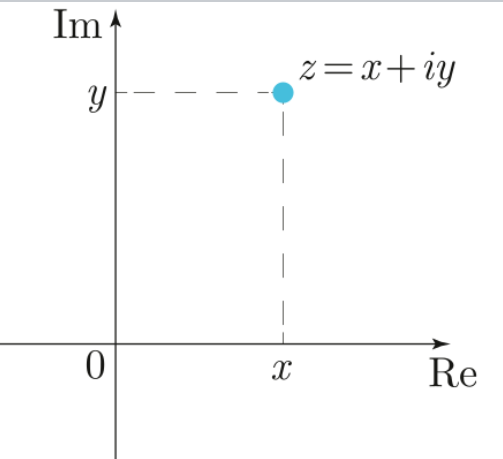 Im
z = x + iy
y
0
x
Re